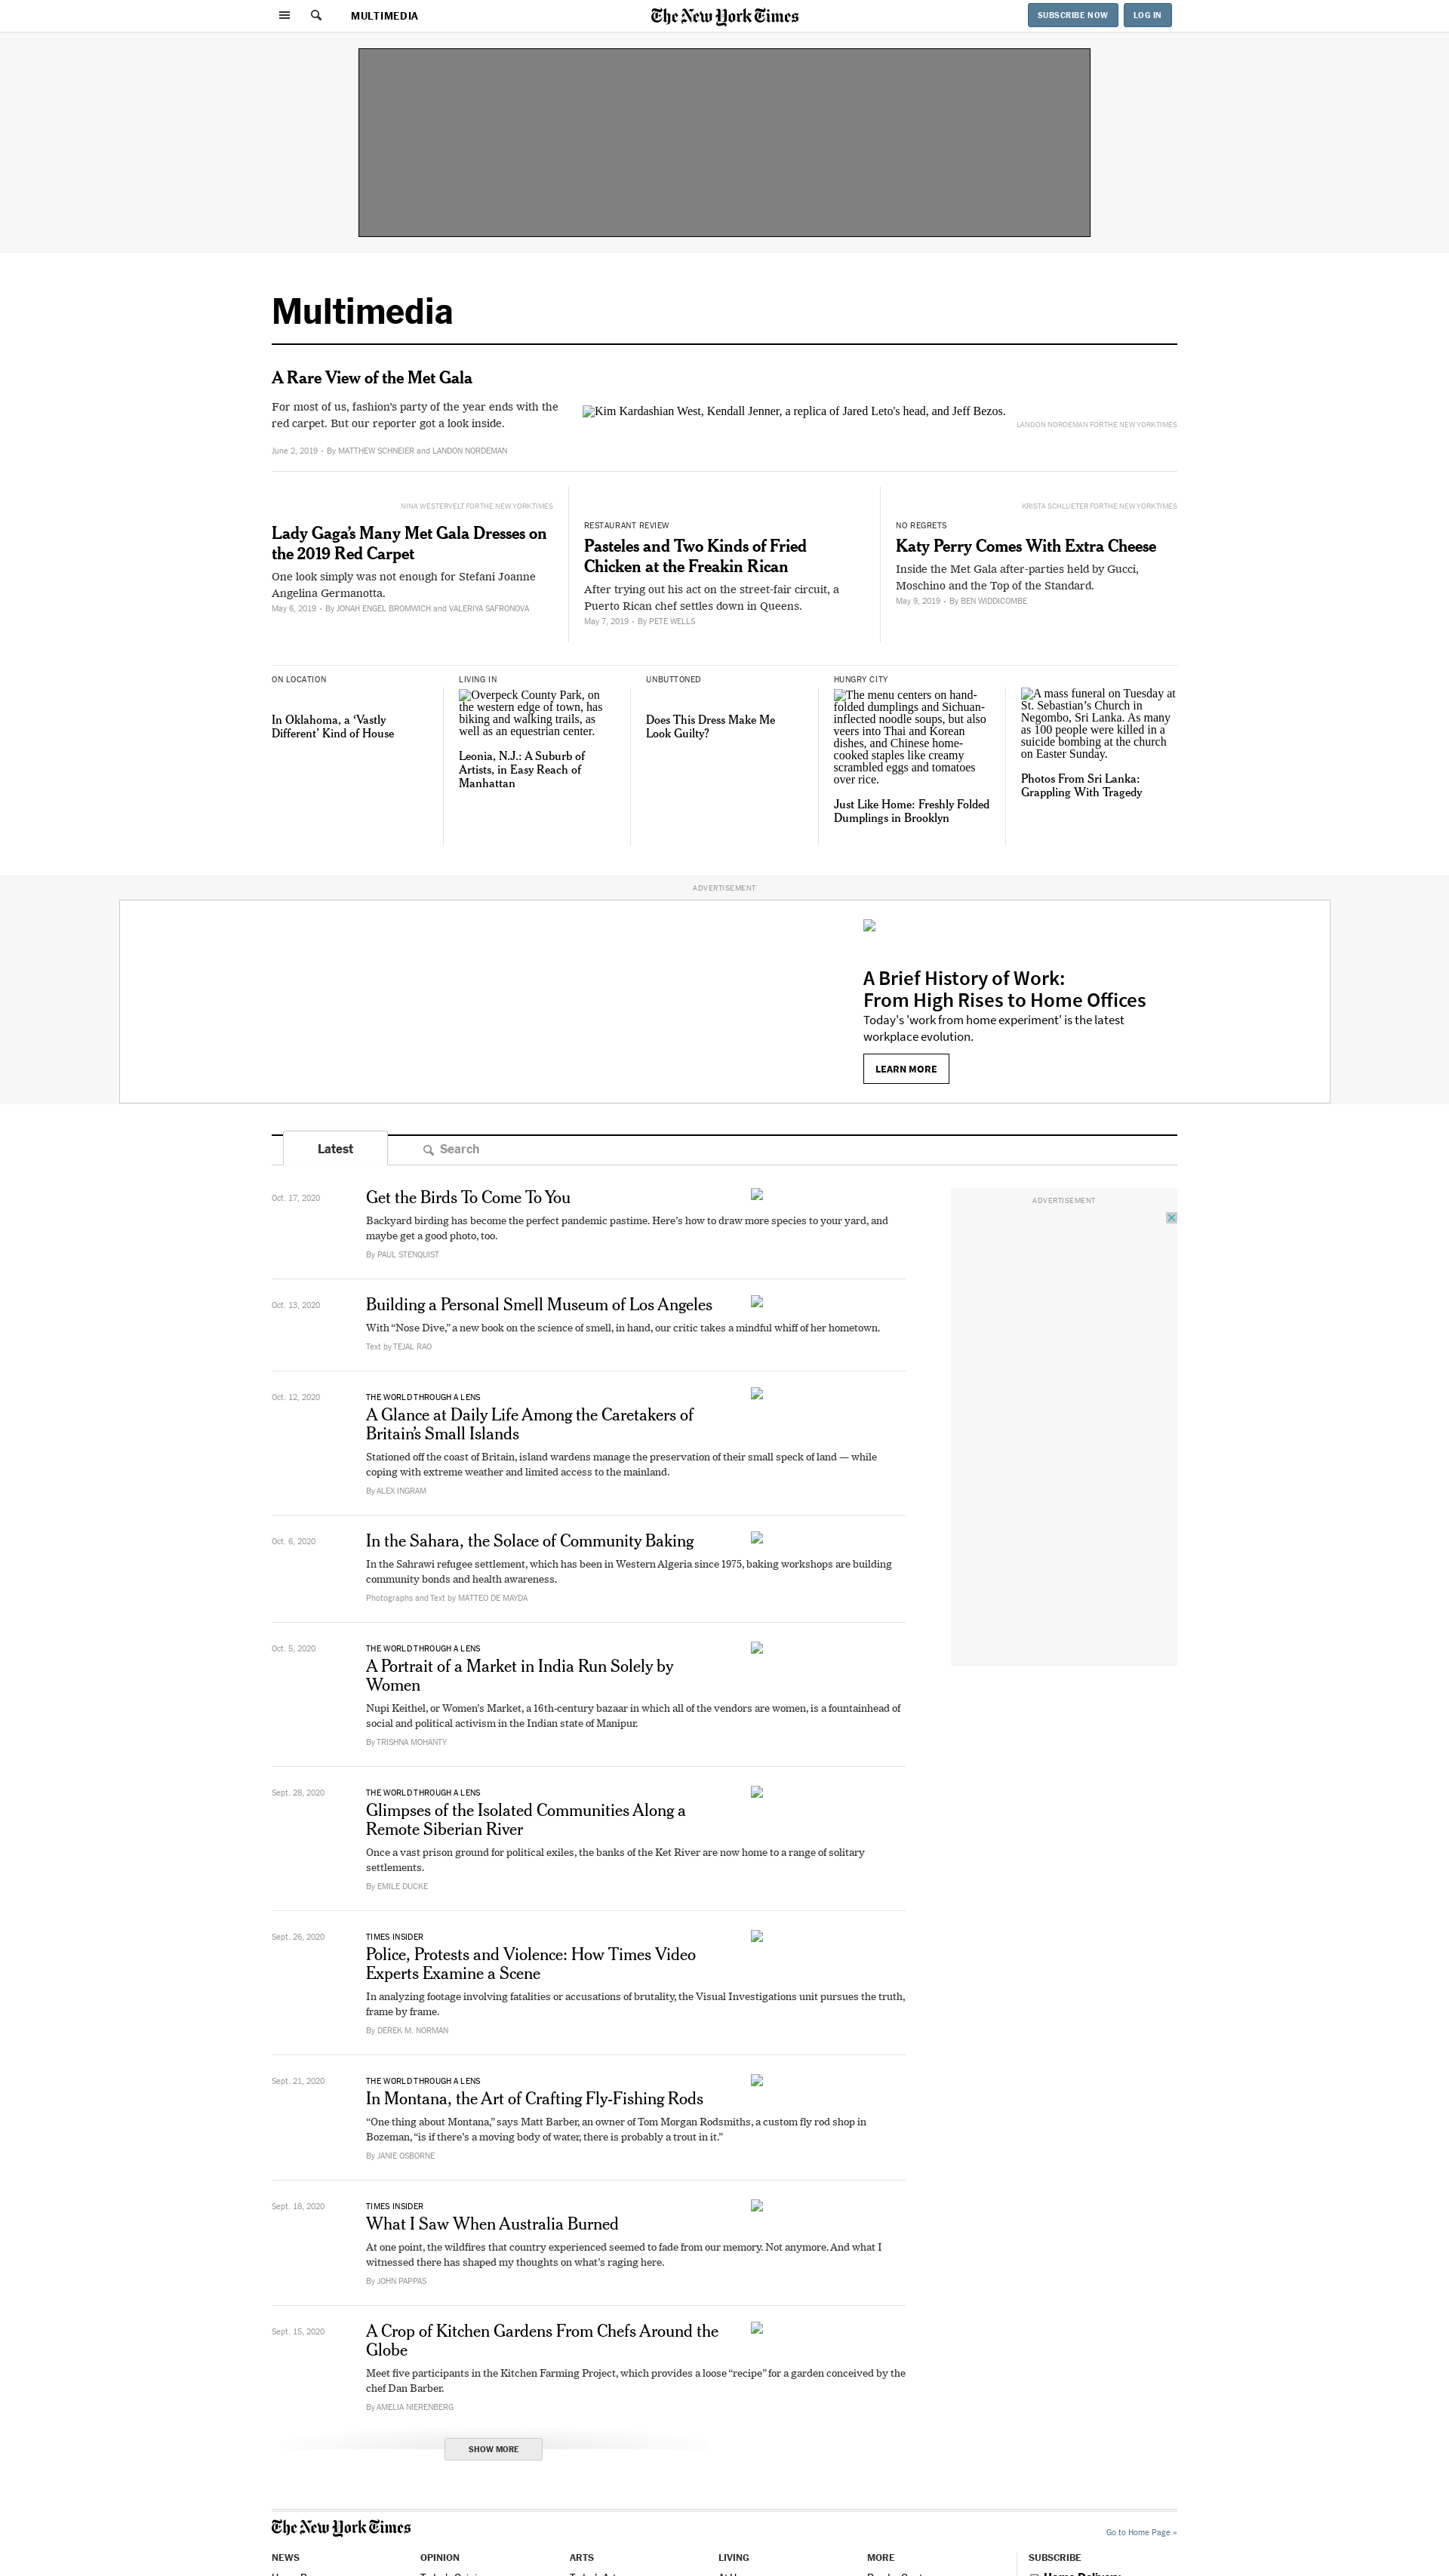 MULTIMEDIA
The New York Times
SUBSCRIBE NOW
LOG IN
Multimedia
A Rare View of the Met Gala
For most of us, fashion’s party of the year ends with the
red carpet. But our reporter got a look inside.
June 2, 2019 • By MATTHEW SCHNEIER and LANDON NORDEMAN
Kim Kardashian West, Kendall Jenner, a replica of Jared Leto's head, and Jeff Bezos.
LANDON NORDEMAN FOR THE NEW YORK TIMES
NINA WESTERVELT FOR THE NEW YORK TIMES
Lady Gaga’s Many Met Gala Dresses on
the 2019 Red Carpet
One look simply was not enough for Stefani Joanne
Angelina Germanotta.
May 6, 2019 • By JONAH ENGEL BROMWICH and VALERIYA SAFRONOVA
RESTAURANT REVIEW
Pasteles and Two Kinds of Fried
Chicken at the Freakin Rican
After trying out his act on the street-fair circuit, a
Puerto Rican chef settles down in Queens.
May 7, 2019 • By PETE WELLS
KRISTA SCHLUETER FOR THE NEW YORK TIMES
NO REGRETS
Katy Perry Comes With Extra Cheese
Inside the Met Gala after-parties held by Gucci,
Moschino and the Top of the Standard.
May 9, 2019 • By BEN WIDDICOMBE
ON LOCATION
In Oklahoma, a ‘Vastly
Different’ Kind of House
LIVING IN
Overpeck County Park, on
the western edge of town, has
biking and walking trails, as
well as an equestrian center.
Leonia, N.J.: A Suburb of
Artists, in Easy Reach of
Manhattan
UNBUTTONED
Does This Dress Make Me
Look Guilty?
HUNGRY CITY
The menu centers on hand-
folded dumplings and Sichuan-
inflected noodle soups, but also
veers into Thai and Korean
dishes, and Chinese home-
cooked staples like creamy
scrambled eggs and tomatoes
over rice.
Just Like Home: Freshly Folded
Dumplings in Brooklyn
A mass funeral on Tuesday at
St. Sebastian’s Church in
Negombo, Sri Lanka. As many
as 100 people were killed in a
suicide bombing at the church
on Easter Sunday.
Photos From Sri Lanka:
Grappling With Tragedy
ADVERTISEMENT
A Brief History of Work:
From High Rises to Home Offices
Today's 'work from home experiment' is the latest
workplace evolution.
LEARN MORE
Latest
Search
ADVERTISEMENT
Oct. 17, 2020
Get the Birds To Come To You
Backyard birding has become the perfect pandemic pastime. Here’s how to draw more species to your yard, and
maybe get a good photo, too.
By PAUL STENQUIST
Oct. 13, 2020
Building a Personal Smell Museum of Los Angeles
With “Nose Dive,” a new book on the science of smell, in hand, our critic takes a mindful whiff of her hometown.
Text by TEJAL RAO
Oct. 12, 2020
THE WORLD THROUGH A LENS
A Glance at Daily Life Among the Caretakers of
Britain’s Small Islands
Stationed off the coast of Britain, island wardens manage the preservation of their small speck of land — while
coping with extreme weather and limited access to the mainland.
By ALEX INGRAM
Oct. 6, 2020
In the Sahara, the Solace of Community Baking
In the Sahrawi refugee settlement, which has been in Western Algeria since 1975, baking workshops are building
community bonds and health awareness.
Photographs and Text by MATTEO DE MAYDA
Oct. 5, 2020
THE WORLD THROUGH A LENS
A Portrait of a Market in India Run Solely by
Women
Nupi Keithel, or Women’s Market, a 16th-century bazaar in which all of the vendors are women, is a fountainhead of
social and political activism in the Indian state of Manipur.
By TRISHNA MOHANTY
Sept. 28, 2020
THE WORLD THROUGH A LENS
Glimpses of the Isolated Communities Along a
Remote Siberian River
Once a vast prison ground for political exiles, the banks of the Ket River are now home to a range of solitary
settlements.
By EMILE DUCKE
Sept. 26, 2020
TIMES INSIDER
Police, Protests and Violence: How Times Video
Experts Examine a Scene
In analyzing footage involving fatalities or accusations of brutality, the Visual Investigations unit pursues the truth,
frame by frame.
By DEREK M. NORMAN
Sept. 21, 2020
THE WORLD THROUGH A LENS
In Montana, the Art of Crafting Fly-Fishing Rods
“One thing about Montana,” says Matt Barber, an owner of Tom Morgan Rodsmiths, a custom fly rod shop in
Bozeman, “is if there’s a moving body of water, there is probably a trout in it.”
By JANIE OSBORNE
Sept. 18, 2020
TIMES INSIDER
What I Saw When Australia Burned
At one point, the wildfires that country experienced seemed to fade from our memory. Not anymore. And what I
witnessed there has shaped my thoughts on what’s raging here.
By JOHN PAPPAS
Sept. 15, 2020
A Crop of Kitchen Gardens From Chefs Around the
Globe
Meet five participants in the Kitchen Farming Project, which provides a loose “recipe” for a garden conceived by the
chef Dan Barber.
By AMELIA NIERENBERG
SHOW MORE
The New York Times
Go to Home Page »
NEWS
OPINION
ARTS
LIVING
MORE
SUBSCRIBE